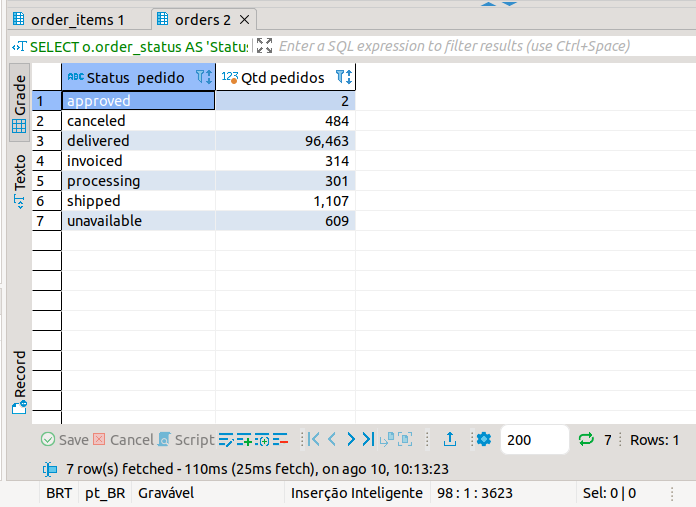 order_items 1
orders 2
SELECT o.order_status AS 'Status
Enter a SQL expression to filter results (use Ctrl+Space)
Grade
Texto
Record
ABC Status pedido 123 Qtd pedidos
1 approved 2
2 canceled 484
3 delivered 96,463
4 invoiced 314
5 processing 301
6 shipped 1,107
7 unavailable 609
Save Cancel Script 200 7 Rows: 1
7 row(s) fetched - 110ms (25ms fetch), on ago 10, 10:13:23
BRT pt_BR Gravável Inserção Inteligente 98 : 1 : 3623 Sel: 0 | 0